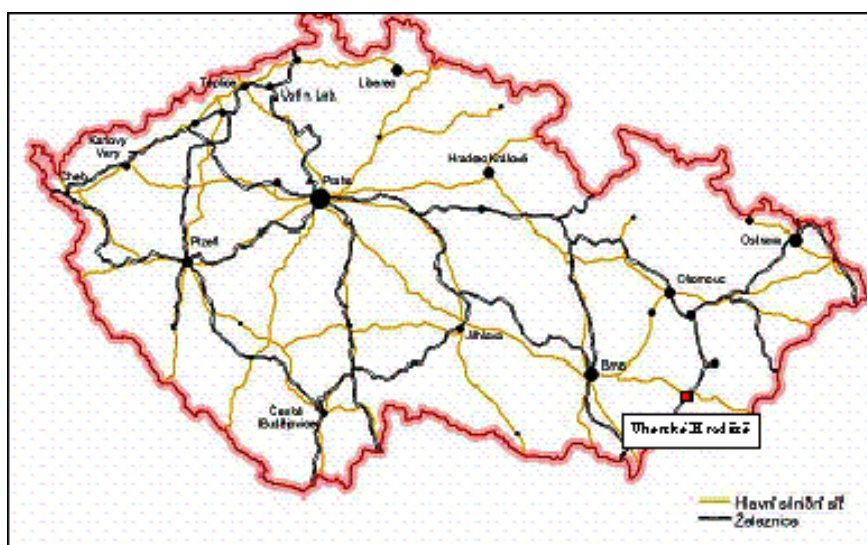 Teplice
Ústí n. Lab.
Liberec
Karlovy
Vary
Cheb
Praha
Hradec Králové
Plzeň
Ostrava
Olomouc
Jihlava
Brno
České
Budějovice
Uherské Hradiště
Hlavní silniční síť
Železnice